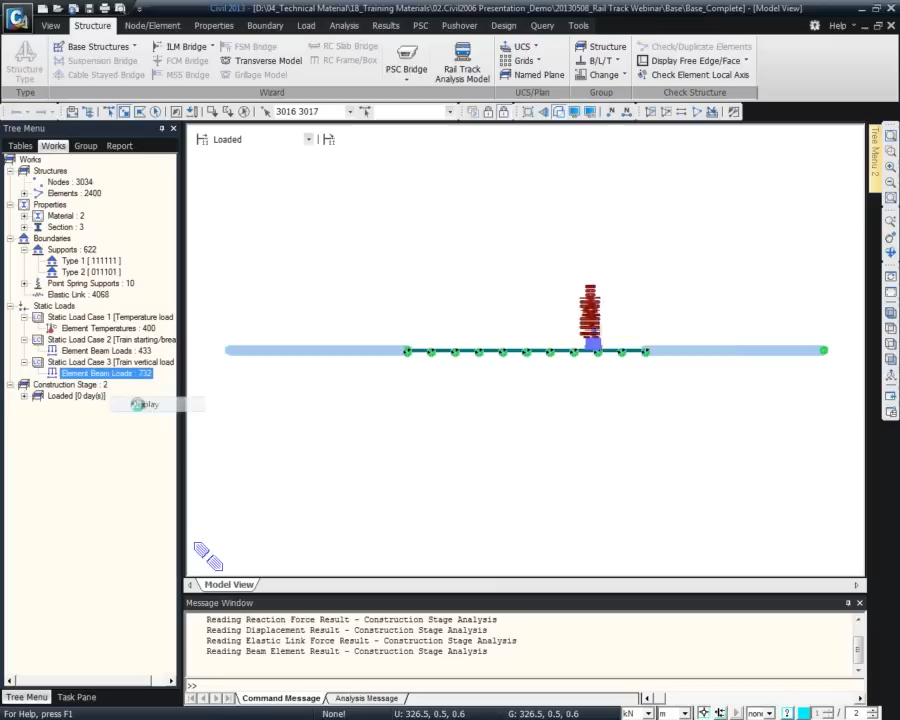 Civil 2013 - [D:\04_Technical Material\18_Training Materials\02.Civil2006 Presentation_Demo\20130508_Rail Track Webinar\Base\Base_Complete] - [Model View]
View Structure Node/Element Properties Boundary Load Analysis Results PSC Pushover Design Query Tools Help
Structure Type
Base Structures
Suspension Bridge
Cable Stayed Bridge
ILM Bridge
FCM Bridge
MSS Bridge
FSM Bridge
Transverse Model
Grillage Model
RC Slab Bridge
RC Frame/Box
PSC Bridge
Rail Track Analysis Model
UCS
Grids
Named Plane
Structure
B/L/T
Change
Check/Duplicate Elements
Display Free Edge/Face
Check Element Local Axis
Type Wizard UCS/Plan Group Check Structure
3016 3017
Tree Menu
Tables Works Group Report
Works
Structures
Nodes : 3034
Elements : 2400
Properties
Material : 2
Section : 3
Boundaries
Supports : 622
Type 1 [ 111111 ]
Type 2 [ 011101 ]
Point Spring Supports : 10
Elastic Link : 4068
Static Loads
Static Load Case 1 [Temperature load
Element Temperatures : 400
Static Load Case 2 [Train starting/brea
Element Beam Loads : 433
Static Load Case 3 [Train vertical load
Element Beam Loads : 732
Construction Stage : 2
Loaded [0 day(s)]
Loaded
Tree Menu 2
Model View
Message Window
Reading Reaction Force Result - Construction Stage Analysis
Reading Displacement Result - Construction Stage Analysis
Reading Elastic Link Force Result - Construction Stage Analysis
Reading Beam Element Result - Construction Stage Analysis
>>
Command Message Analysis Message
Tree Menu Task Pane
For Help, press F1 None! U: 326.5, 0.5, 0.6 G: 326.5, 0.5, 0.6 kN m none 1 / 2